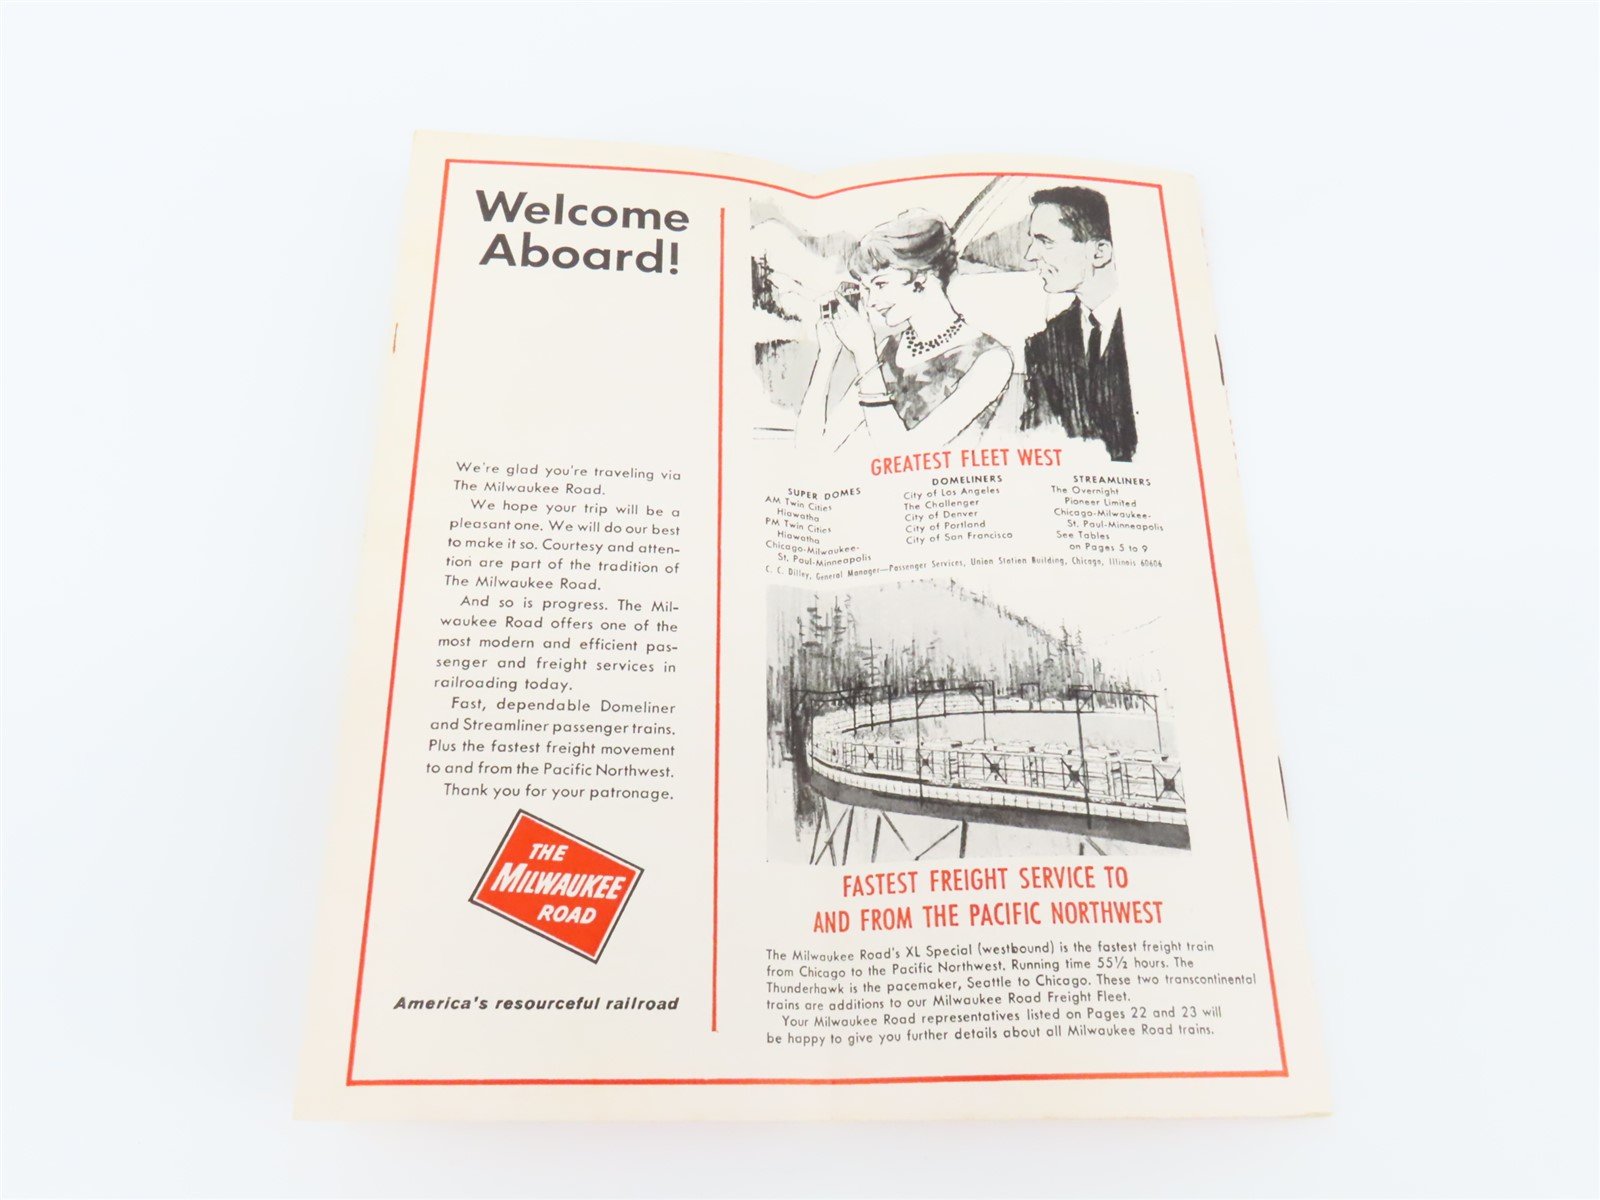 Welcome
Aboard!
We're glad you're traveling via
The Milwaukee Road.
We hope your trip will be a
pleasant one. We will do our best
to make it so. Courtesy and atten-
tion are part of the tradition of
The Milwaukee Road.
And so is progress. The Mil-
waukee Road offers one of the
most modern and efficient pas-
senger and freight services in
railroading today.
Fast, dependable Domeliner
and Streamliner passenger trains.
Plus the fastest freight movement
to and from the Pacific Northwest.
Thank you for your patronage.
THE
MILWAUKEE
ROAD
America's resourceful railroad
GREATEST FLEET WEST
SUPER DOMES
AM Twin Cities
Hiawatha
PM Twin Cities
Hiawatha
Chicago-Milwaukee-
St. Paul-Minneapolis
DOMELINERS
City of Los Angeles
The Challenger
City of Denver
City of Portland
City of San Francisco
STREAMLINERS
The Overnight
Pioneer Limited
Chicago-Milwaukee-
St. Paul-Minneapolis
See Tables
on Pages 5 to 9
C. C. Dilley, General Manager—Passenger Services, Union Station Building, Chicago, Illinois 60606
FASTEST FREIGHT SERVICE TO
AND FROM THE PACIFIC NORTHWEST
The Milwaukee Road's XL Special (westbound) is the fastest freight train
from Chicago to the Pacific Northwest. Running time 55½ hours. The
Thunderhawk is the pacemaker, Seattle to Chicago. These two transcontinental
trains are additions to our Milwaukee Road Freight Fleet.
Your Milwaukee Road representatives listed on Pages 22 and 23 will
be happy to give you further details about all Milwaukee Road trains.